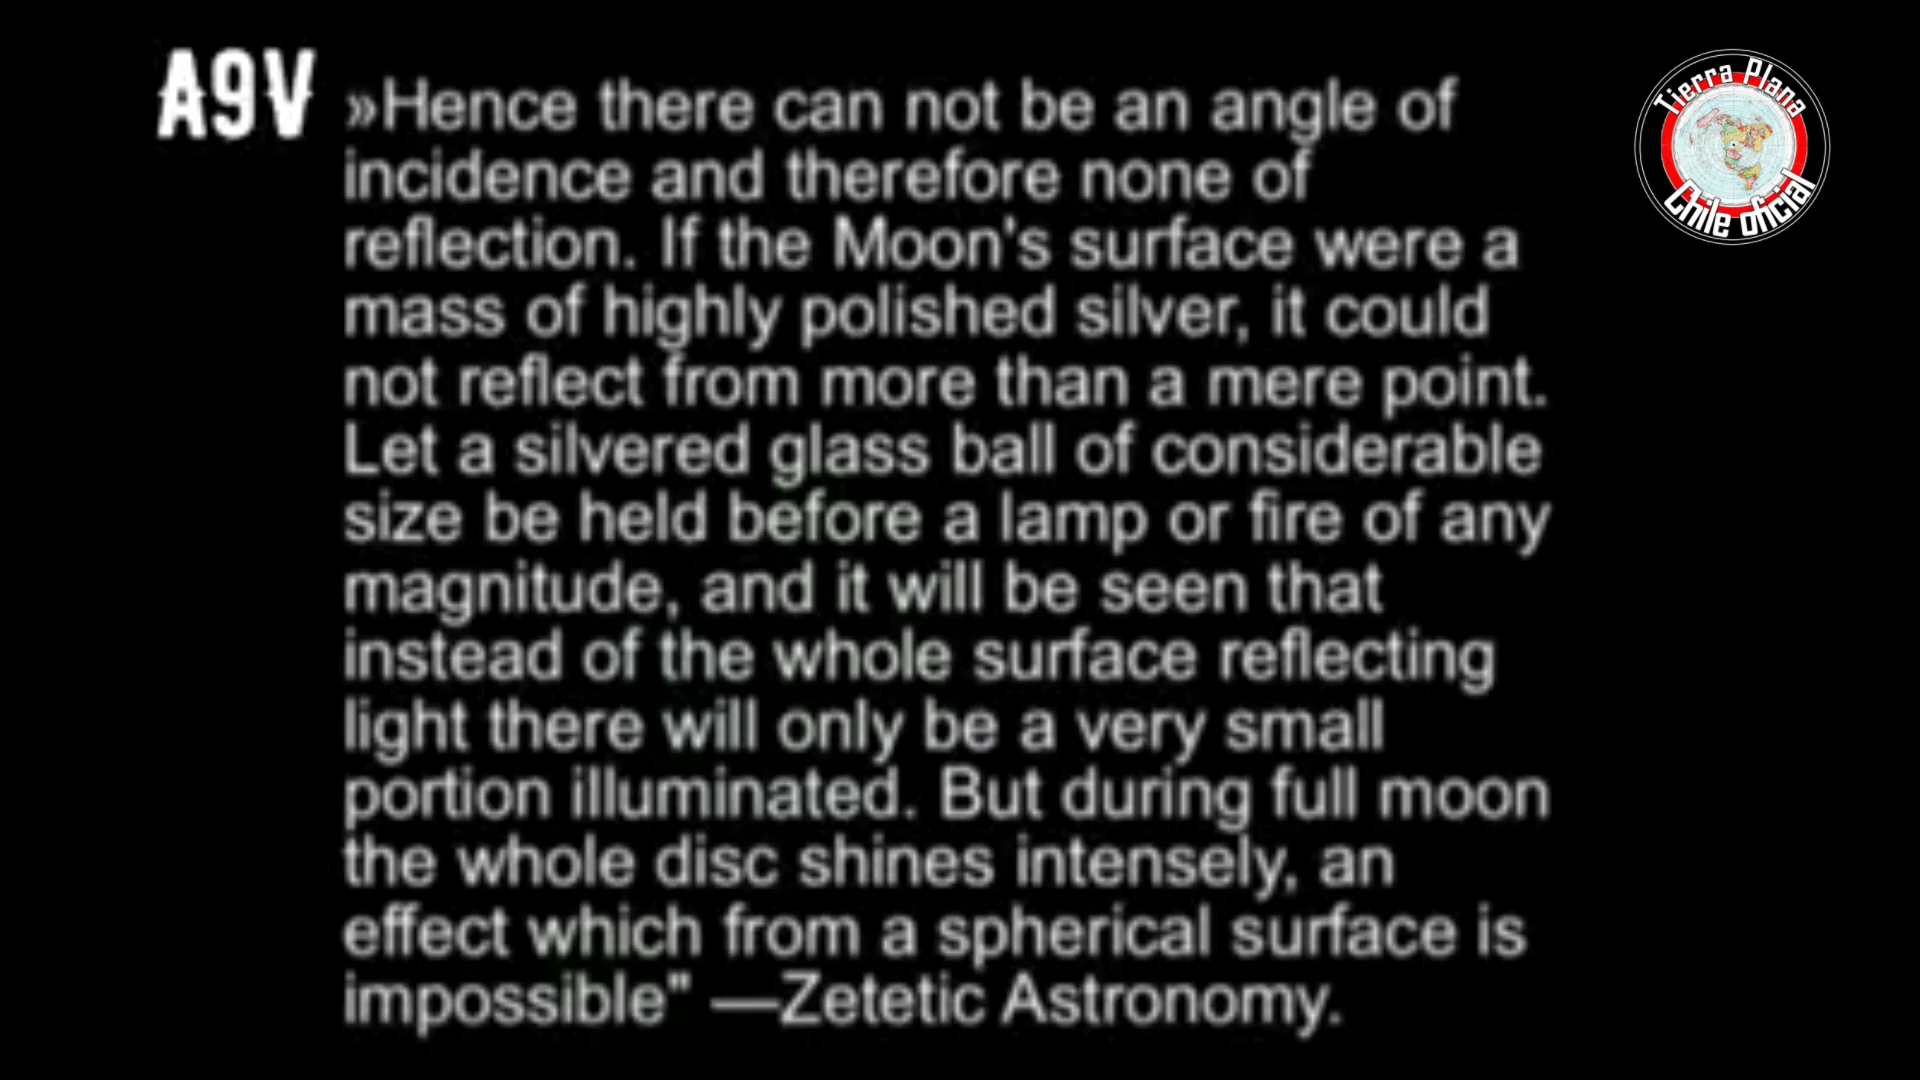 A9V
»Hence there can not be an angle of
incidence and therefore none of
reflection. If the Moon's surface were a
mass of highly polished silver, it could
not reflect from more than a mere point.
Let a silvered glass ball of considerable
size be held before a lamp or fire of any
magnitude, and it will be seen that
instead of the whole surface reflecting
light there will only be a very small
portion illuminated. But during full moon
the whole disc shines intensely, an
effect which from a spherical surface is
impossible" —Zetetic Astronomy.
Tierra Plana
Chile oficial